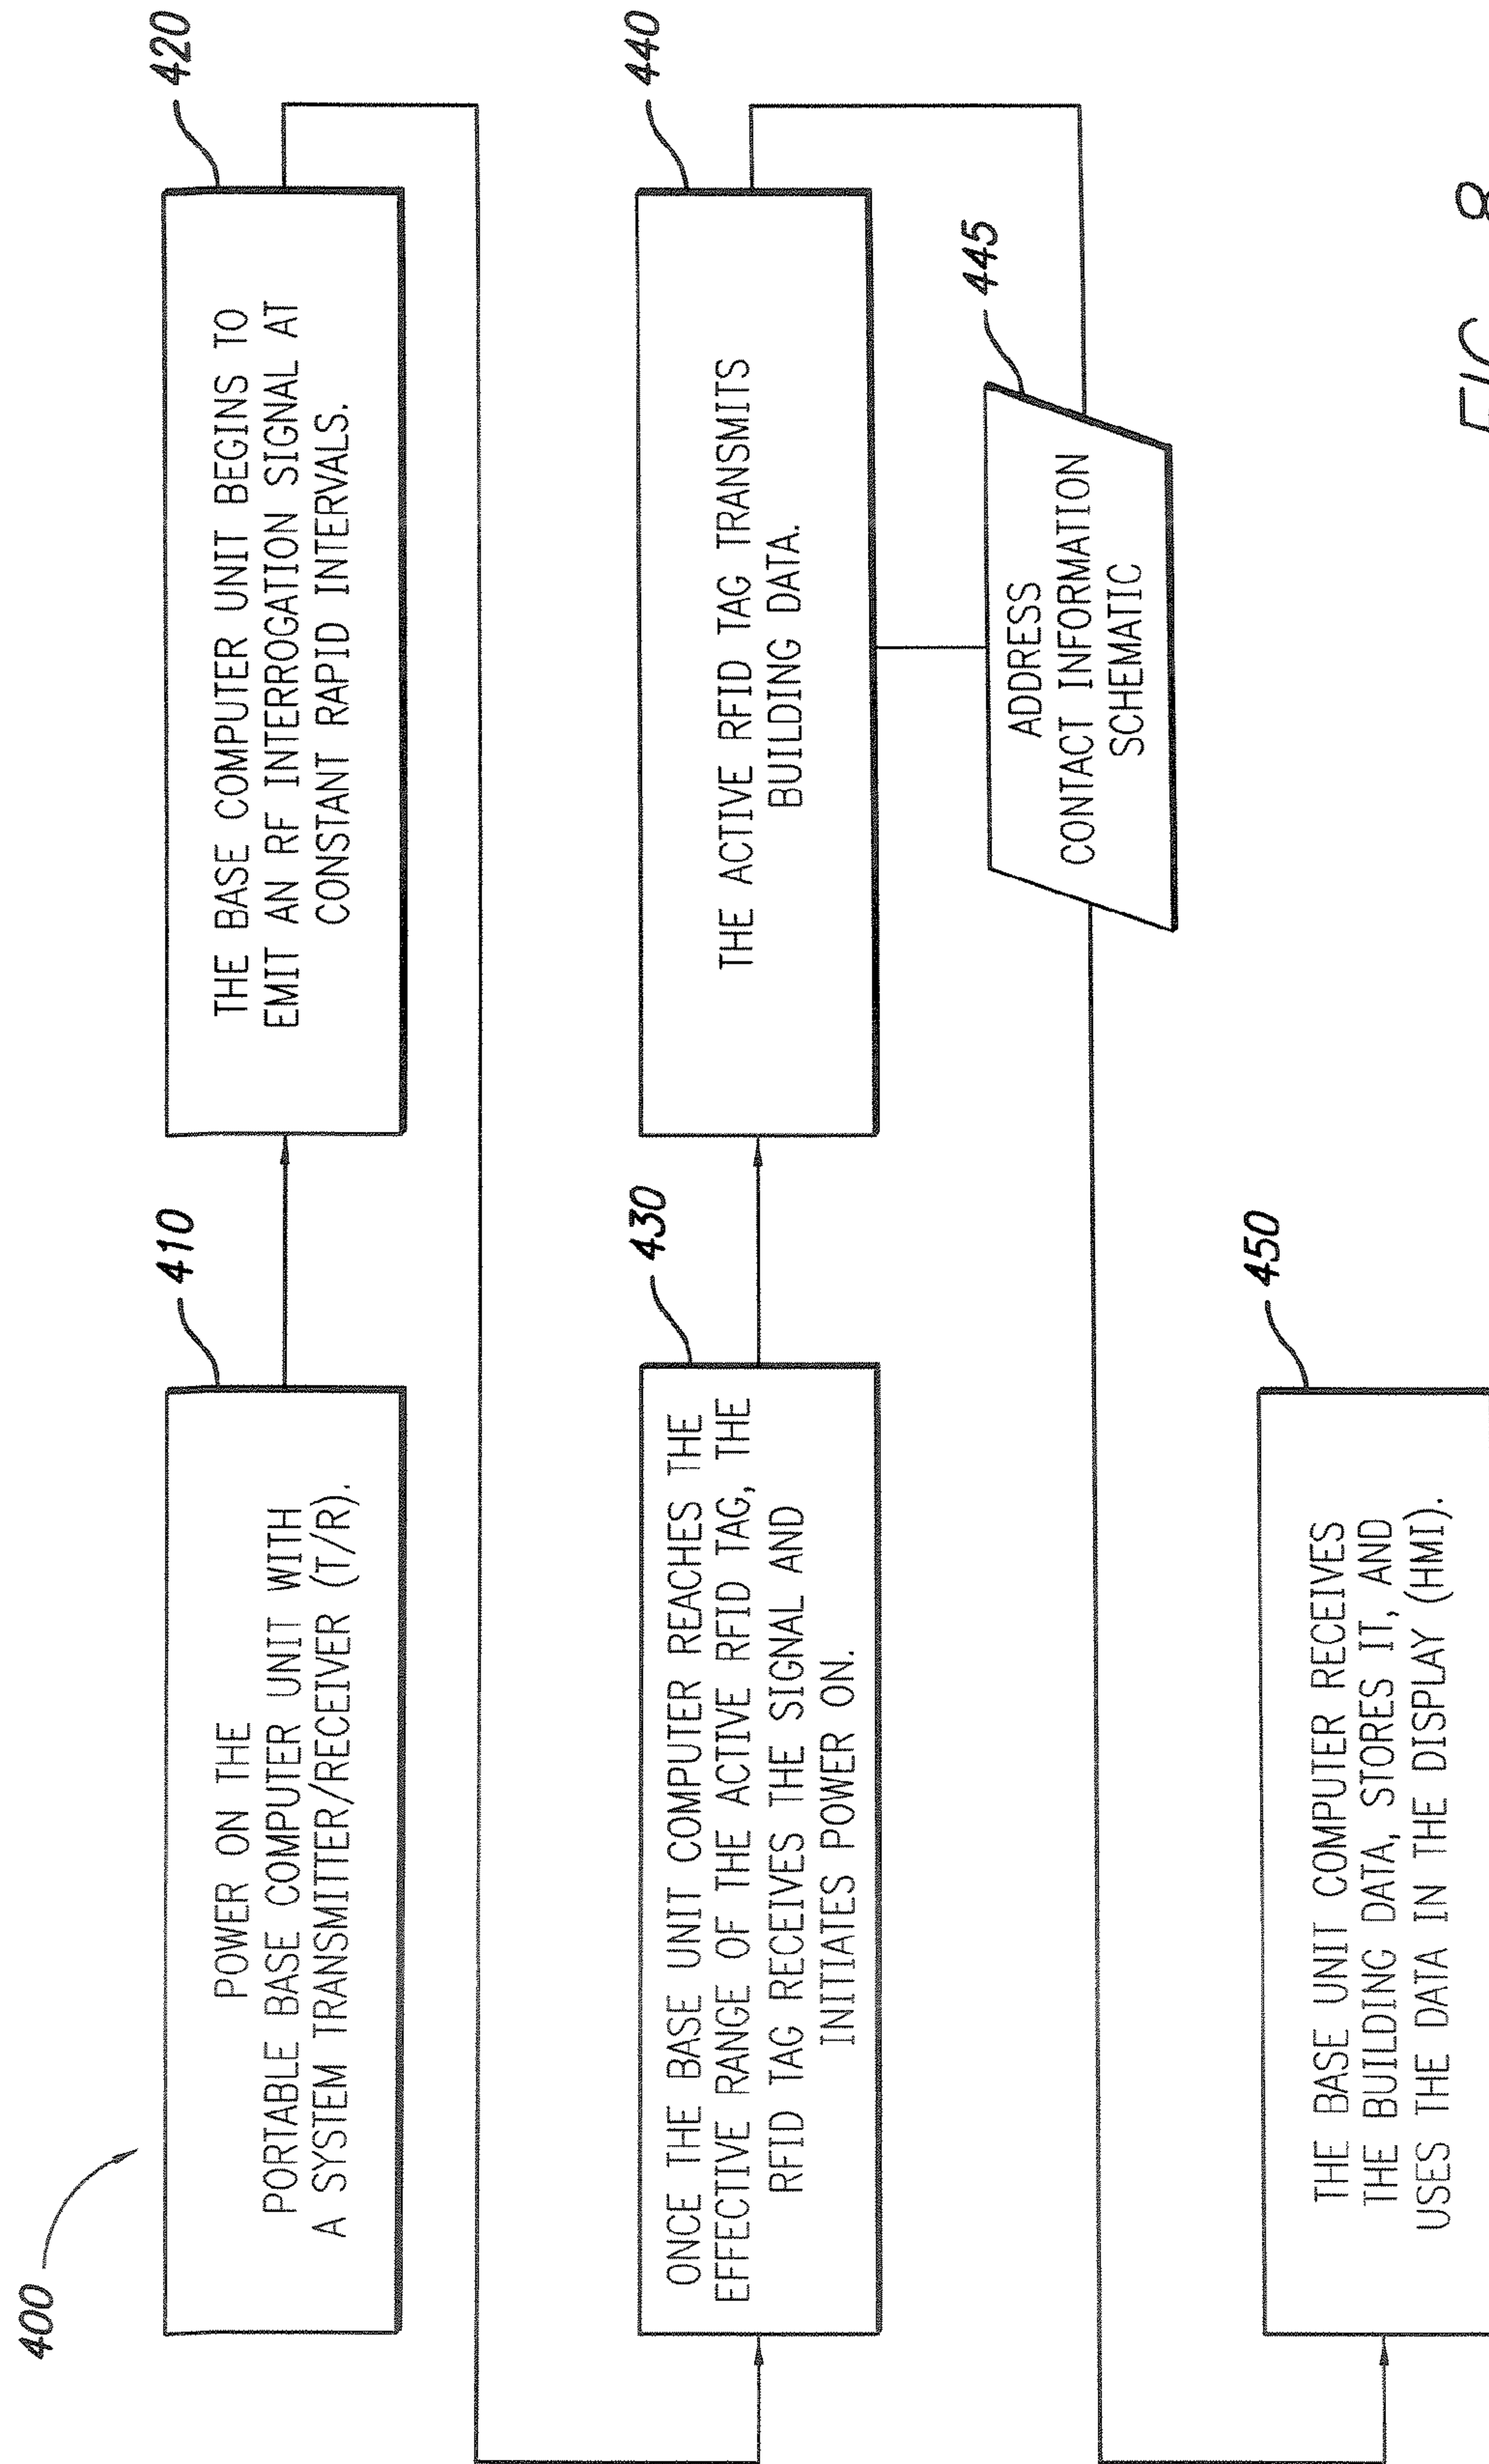 400
410
POWER ON THE
PORTABLE BASE COMPUTER UNIT WITH
A SYSTEM TRANSMITTER/RECEIVER (T/R).
420
THE BASE COMPUTER UNIT BEGINS TO
EMIT AN RF INTERROGATION SIGNAL AT
CONSTANT RAPID INTERVALS.
430
ONCE THE BASE UNIT COMPUTER REACHES THE
EFFECTIVE RANGE OF THE ACTIVE RFID TAG, THE
RFID TAG RECEIVES THE SIGNAL AND
INITIATES POWER ON.
440
THE ACTIVE RFID TAG TRANSMITS
BUILDING DATA.
445
ADDRESS
CONTACT INFORMATION
SCHEMATIC
450
THE BASE UNIT COMPUTER RECEIVES
THE BUILDING DATA, STORES IT, AND
USES THE DATA IN THE DISPLAY (HMI).